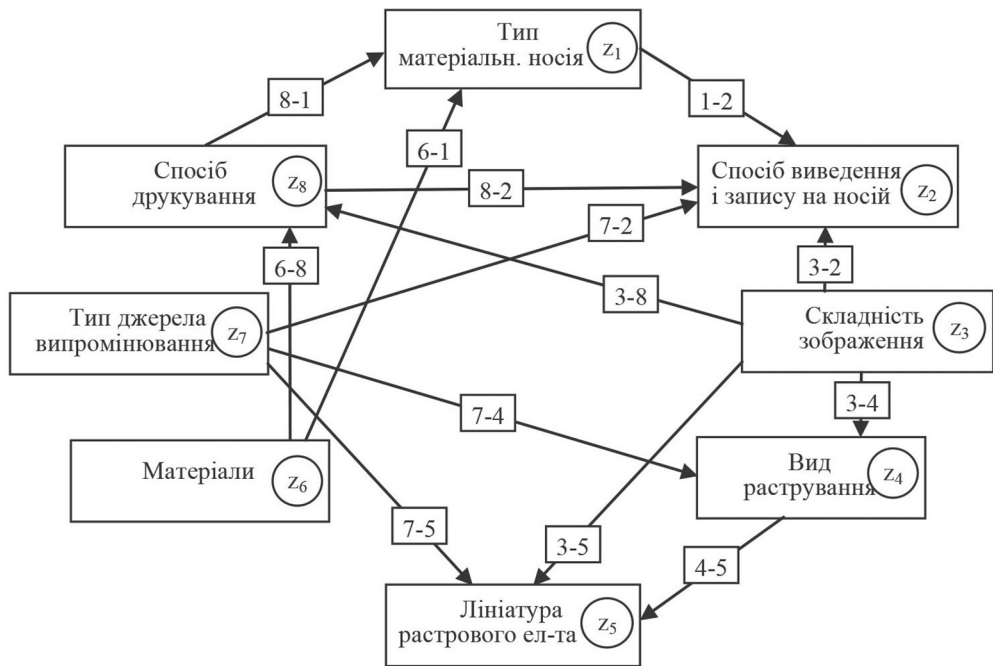 Тип
матеріальн. носія
z1
8-1
1-2
6-1
Спосіб
друкування
z8
8-2
Спосіб виведення
і запису на носій
z2
7-2
6-8
3-2
3-8
Тип джерела
випромінювання
z7
Складність
зображення
z3
7-4
3-4
Матеріали
z6
Вид
растрування
z4
7-5
3-5
4-5
Лініатура
растрового ел-та
z5